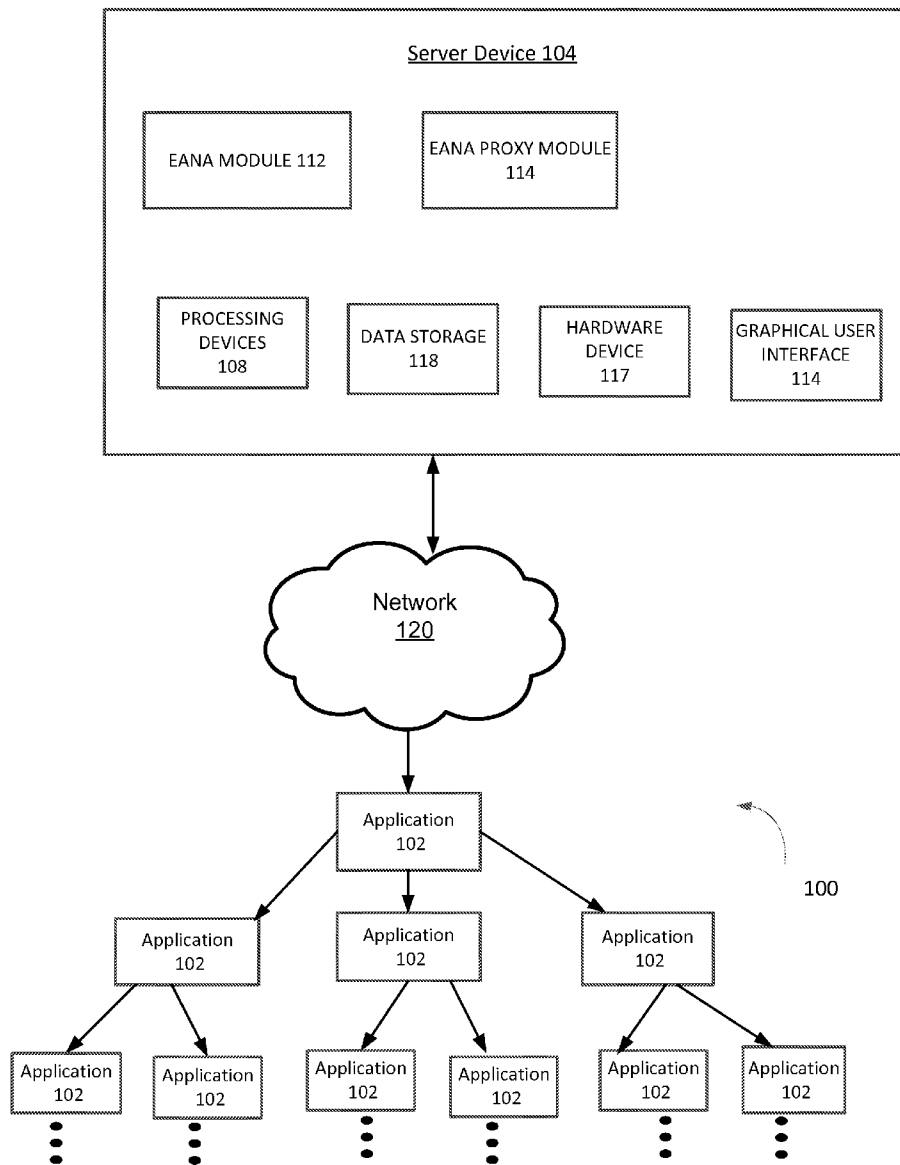 Server Device 104
EANA MODULE 112
EANA PROXY MODULE
114
PROCESSING
DEVICES
108
DATA STORAGE
118
HARDWARE
DEVICE
117
GRAPHICAL USER
INTERFACE
114
Network
120
Application
102
100
Application
102
Application
102
Application
102
Application
102
Application
102
Application
102
Application
102
Application
102
Application
102